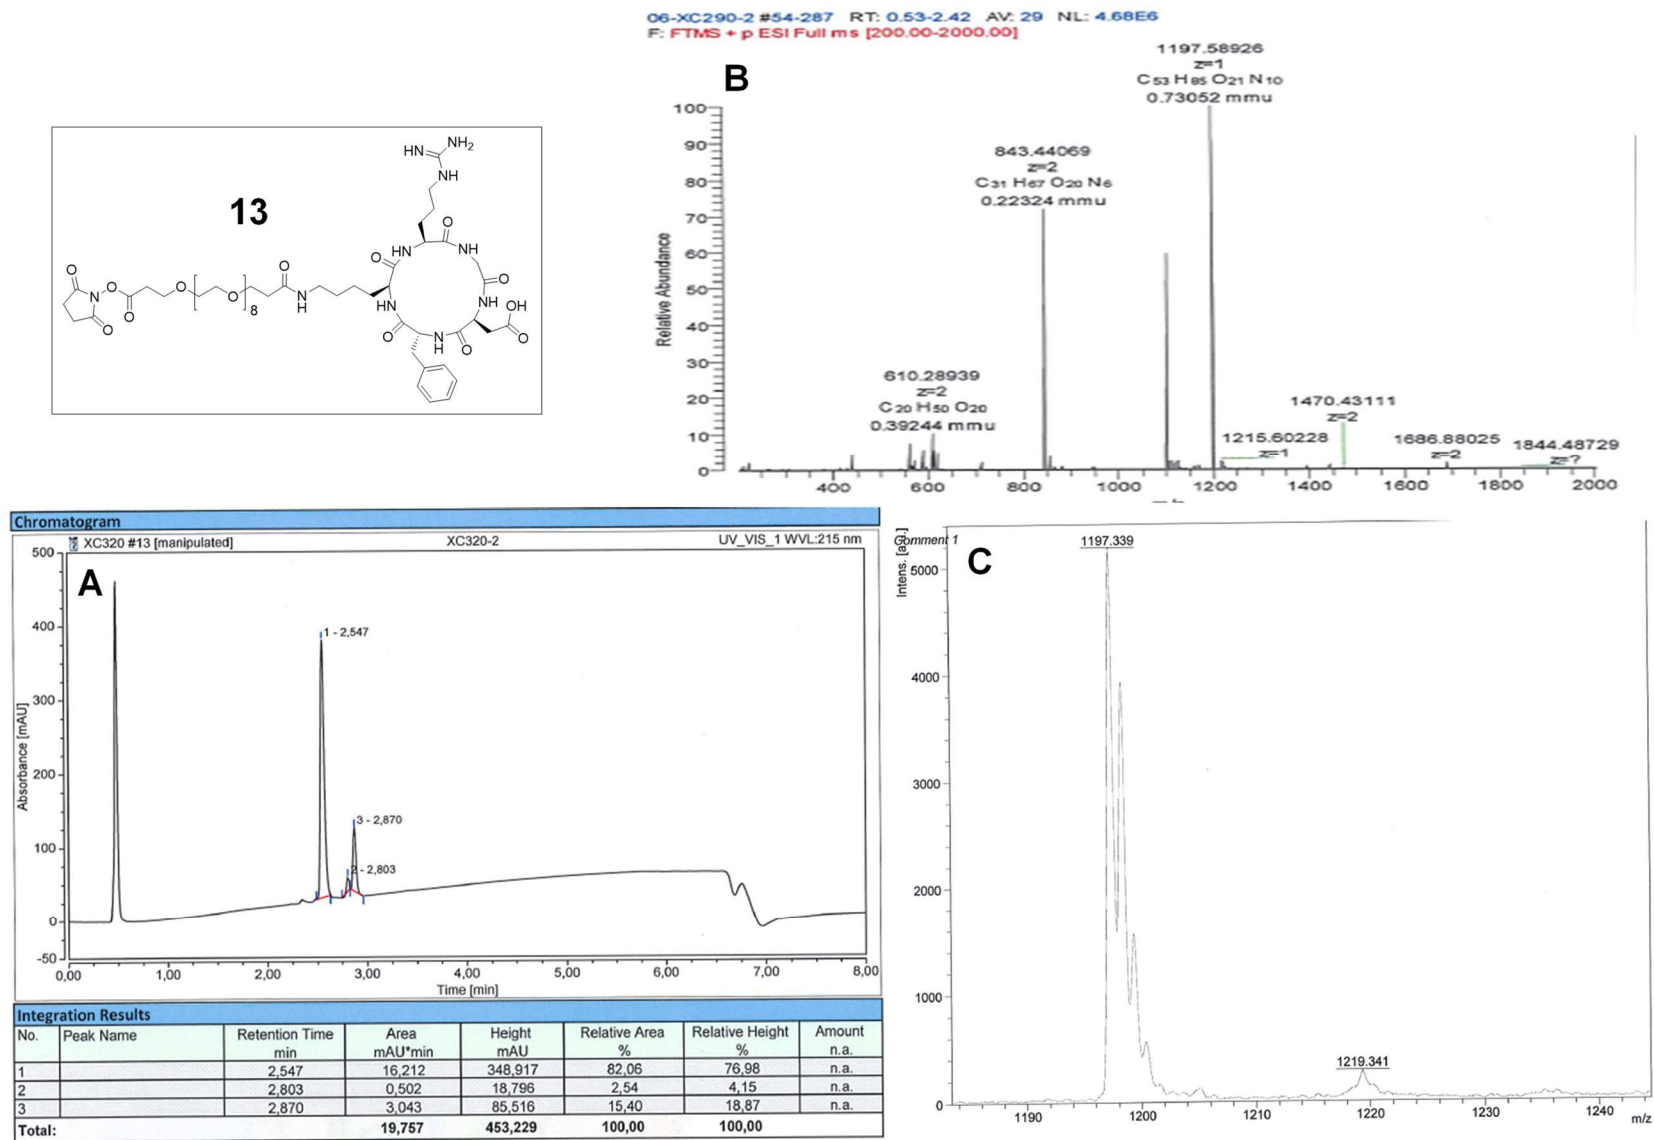 06-XC290-2 #54-287 RT: 0.53-2.42 AV: 29 NL: 4.68E6
F: FTMS + p ESI Full ms [200.00-2000.00]
B
1197.58926
z=1
C53 H85 O21 N10
0.73052 mmu
843.44069
z=2
C31 H67 O20 N6
0.22324 mmu
610.28939
z=2
C20 H50 O20
0.39244 mmu
1470.43111
z=2
1215.60228
z=1
1686.88025
z=2
1844.48729
z=?
Relative Abundance
100
90
80
70
60
50
40
30
20
10
0
400 600 800 1000 1200 1400 1600 1800 2000
13
HN NH2
NH
O
HN NH
O O
O O O O
N O O O N H HN NH OH
O O 8
O O O
N H O
Chromatogram
XC320 #13 [manipulated] XC320-2 UV_VIS_1 WVL:215 nm
A
1 - 2,547
3 - 2,870
2 - 2,803
Absorbance [mAU]
500
400
300
200
100
0
-50
0,00 1,00 2,00 3,00 4,00 5,00 6,00 7,00 8,00
Time [min]
Integration Results
No. Peak Name Retention Time Area Height Relative Area Relative Height Amount
min mAU*min mAU % % n.a.
1 2,547 16,212 348,917 82,06 76,98 n.a.
2 2,803 0,502 18,796 2,54 4,15 n.a.
3 2,870 3,043 85,516 15,40 18,87 n.a.
Total: 19,757 453,229 100,00 100,00
Comment 1
C
1197.339
1219.341
Intens. [a.u.]
5000
4000
3000
2000
1000
0
1190 1200 1210 1220 1230 1240
m/z